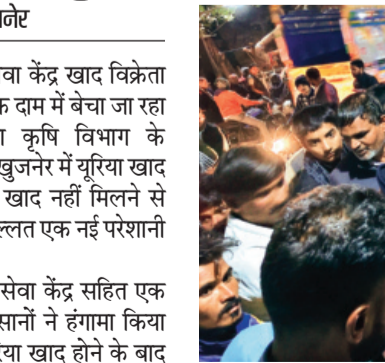 नेर
वा केंद्र खाद विक्रेता
क दाम में बेचा जा रहा
कृषि विभाग के
खुजनेर में यूरिया खाद
खाद नहीं मिलने से
ल्लत एक नई परेशानी
सेवा केंद्र सहित एक
सानों ने हंगामा किया
रिया खाद होने के बाद